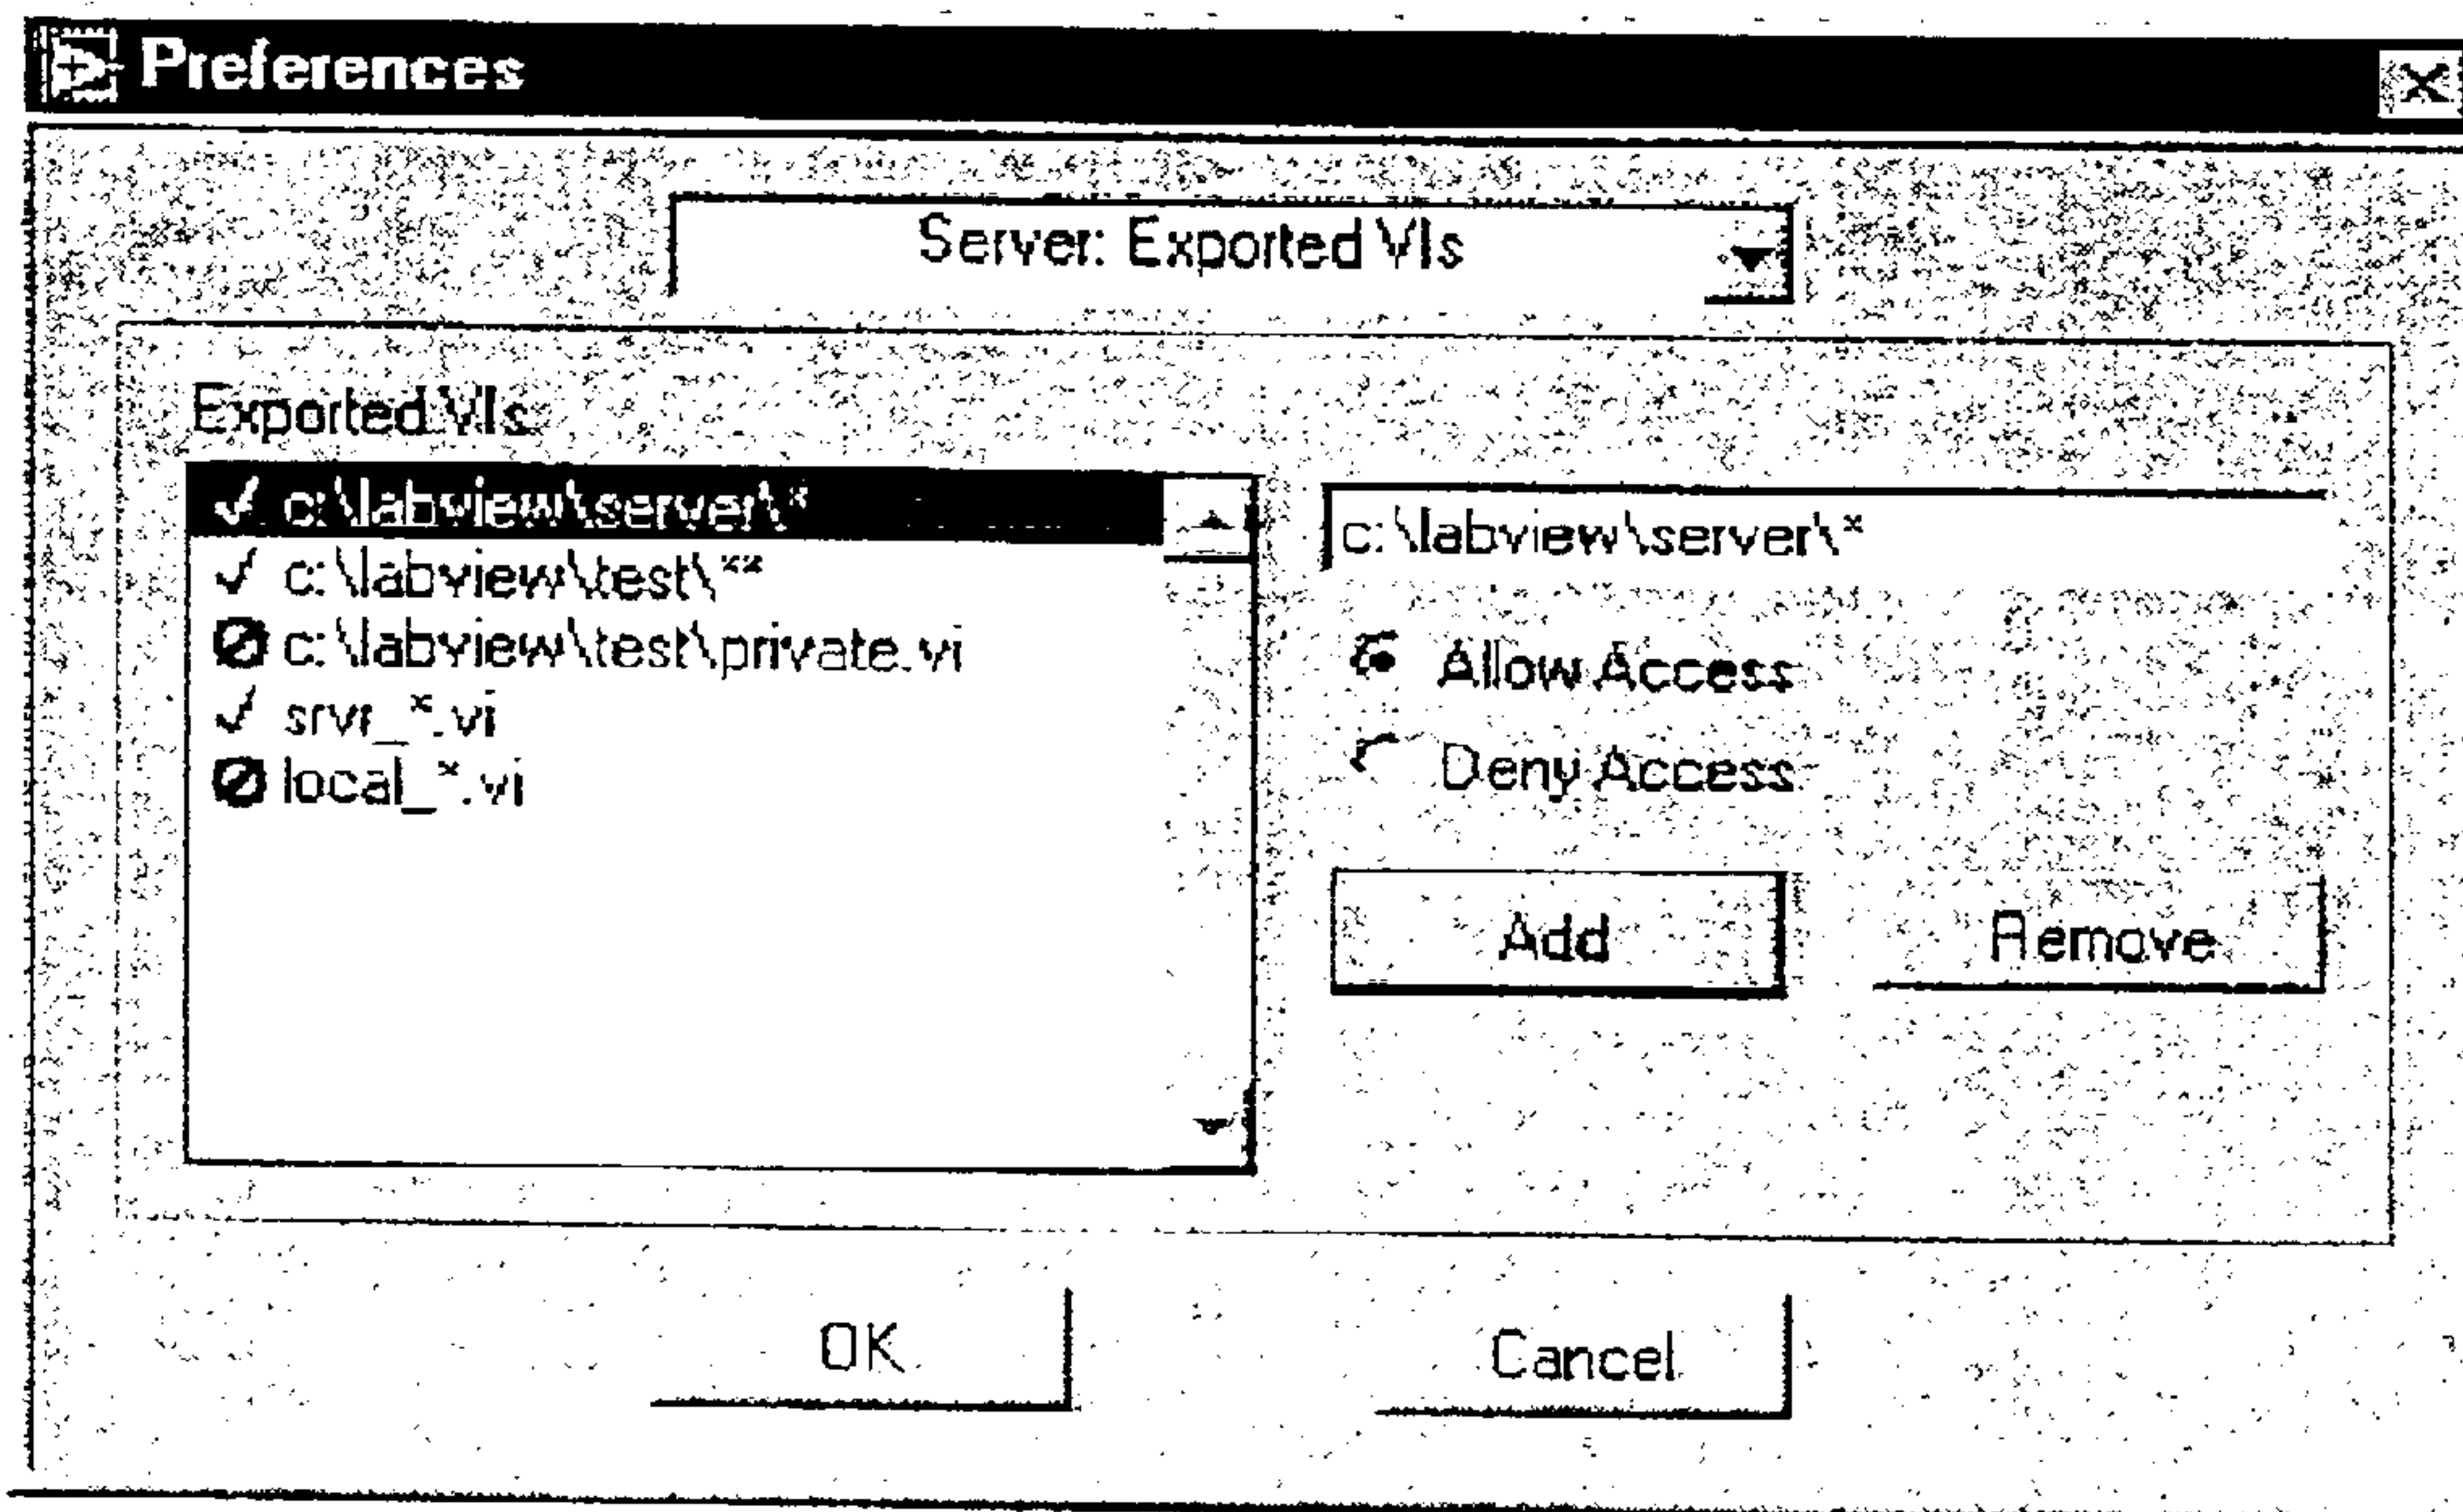 Preferences
Server: Exported VIs
Exported VIs
c:\labview\server\*
c:\labview\test\**
c:\labview\test\private.vi
srvr_*.vi
local_*.vi
c:\labview\server\*
Allow Access
Deny Access
Add
Remove
OK
Cancel